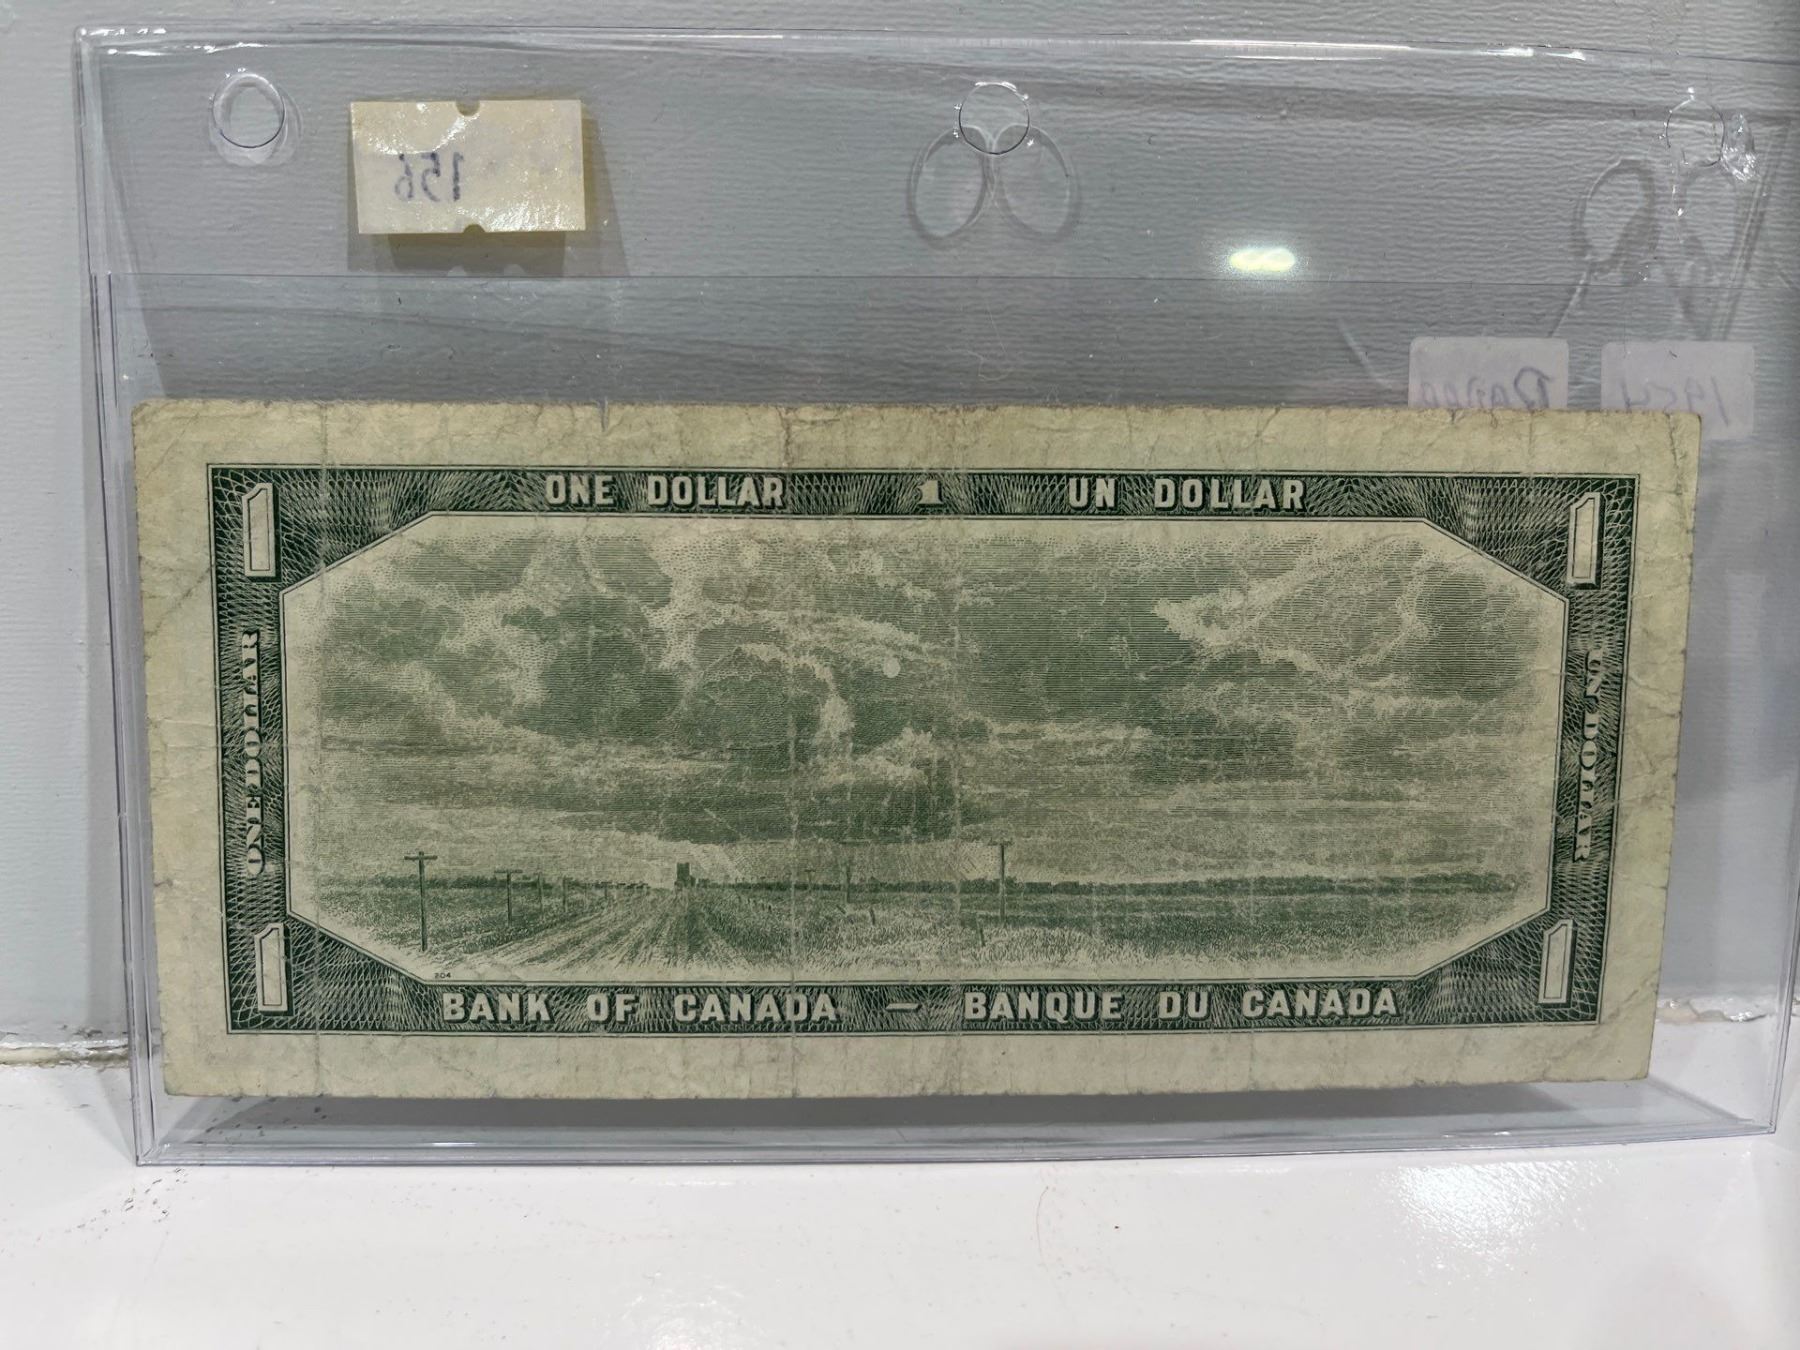 156
1954
ONE DOLLAR 1 UN DOLLAR
1 1
ONE DOLLAR
UN DOLLAR
1 1
204
BANK OF CANADA — BANQUE DU CANADA